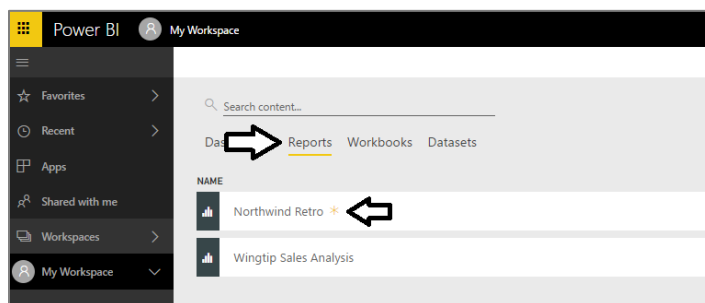 Power BI My Workspace
Favorites
Recent
Apps
Shared with me
Workspaces
My Workspace
Search content...
Das Reports Workbooks Datasets
NAME
Northwind Retro
Wingtip Sales Analysis